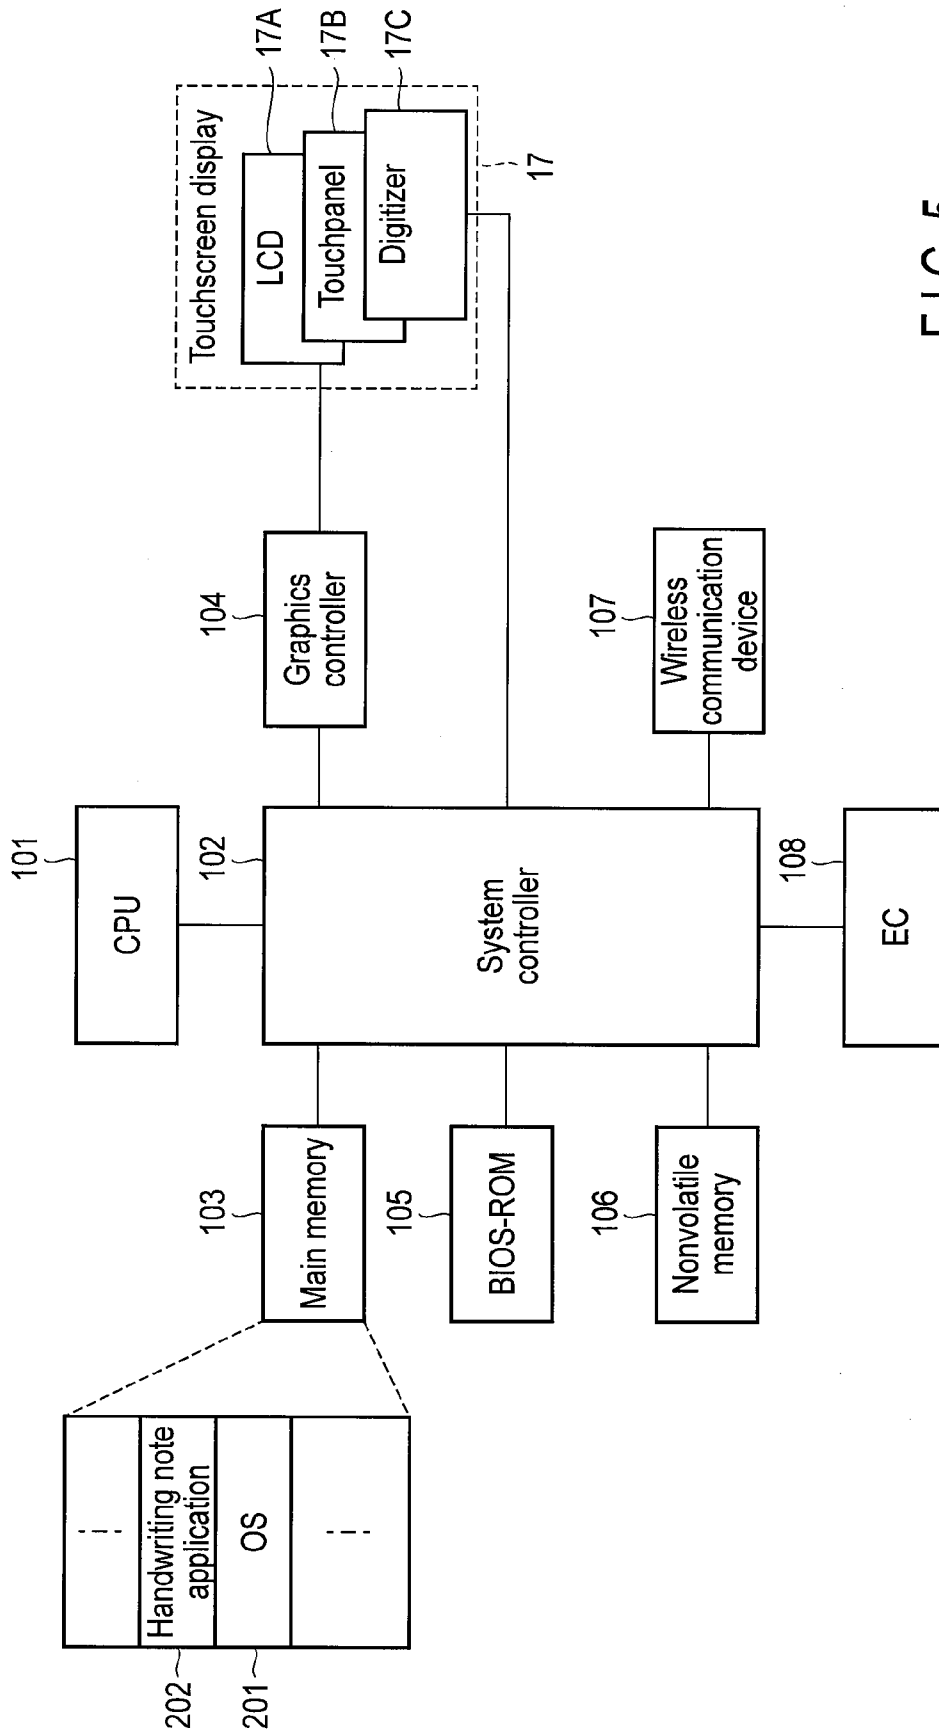 101
CPU
202
Handwriting note
application
201
OS
103
Main memory
102
System
controller
104
Graphics
controller
Touchscreen display
LCD
17A
Touchpanel
17B
Digitizer
17C
17
105
BIOS-ROM
106
Nonvolatile
memory
107
Wireless
communication
device
108
EC
FIG. 5